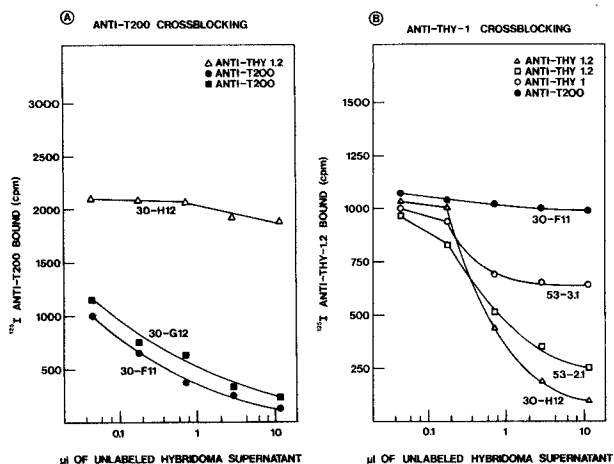 A ANTI-T200 CROSSBLOCKING
△ ANTI-THY 1.2
● ANTI-T200
■ ANTI-T200
3000
2500
2000
1500
1000
500
125I ANTI-T200 BOUND (cpm)
30-H12
30-G12
30-F11
0.1 1 10
µl OF UNLABELED HYBRIDOMA SUPERNATANT
B ANTI-THY-1 CROSSBLOCKING
△ ANTI-THY 1.2
□ ANTI-THY 1.2
○ ANTI-THY 1
● ANTI-T200
1500
1250
1000
750
500
250
125I ANTI-THY-1.2 BOUND (cpm)
30-F11
53-3.1
53-2.1
30-H12
0.1 1 10
µl OF UNLABELED HYBRIDOMA SUPERNATANT